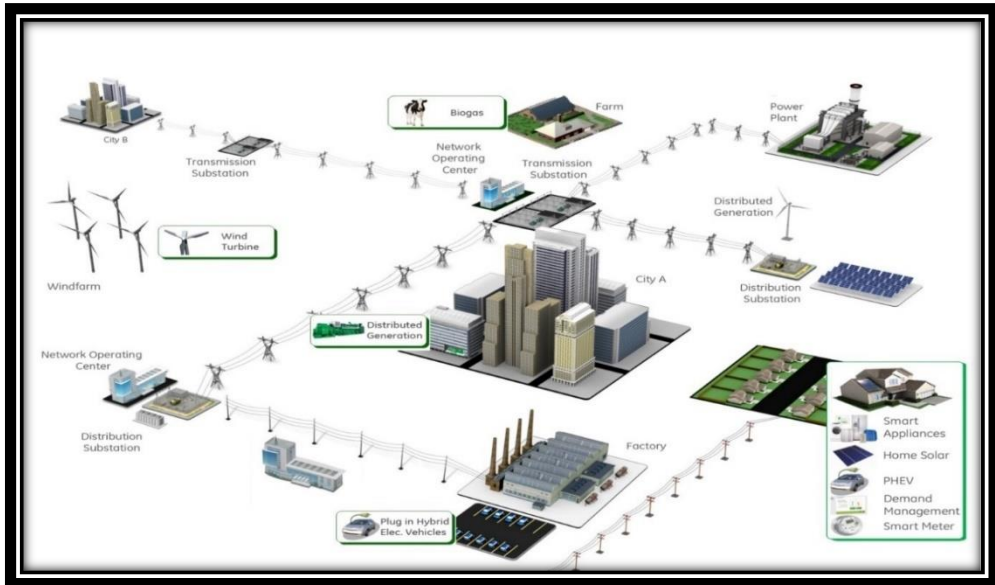 City B
Transmission
Substation
Biogas
Farm
Network
Operating
Center
Transmission
Substation
Power
Plant
Distributed
Generation
Wind
Turbine
Windfarm
City A
Distribution
Substation
Distributed
Generation
Network Operating
Center
Distribution
Substation
Factory
Plug in Hybrid
Elec. Vehicles
Smart
Appliances
Home Solar
PHEV
Demand
Management
Smart Meter